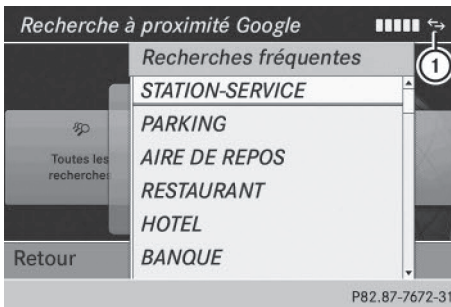 Recherche à proximité Google
1
Recherches fréquentes
STATION-SERVICE
PARKING
Toutes les
recherches
AIRE DE REPOS
RESTAURANT
HOTEL
Retour
BANQUE
P82.87-7672-31